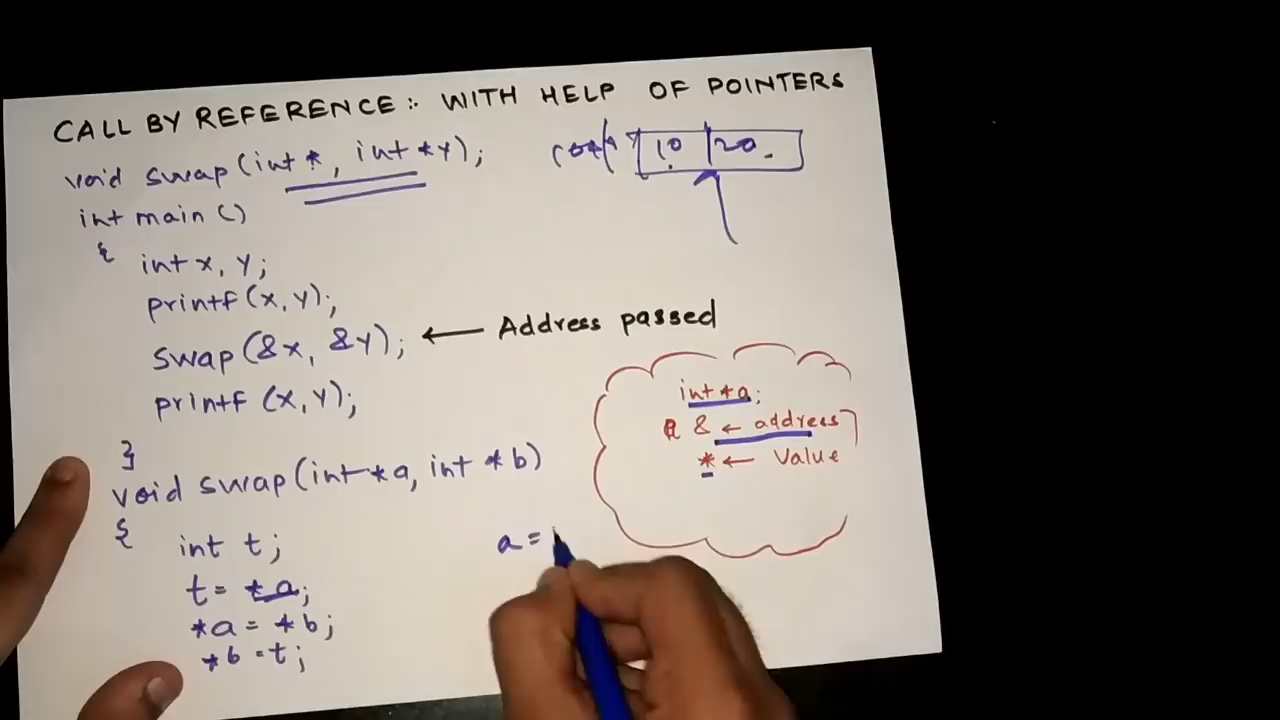 CALL BY REFERENCE:- WITH HELP OF POINTERS
void swap(int *, int *y);
10 20
int main ()
{
int x, y;
printf (x,y);
swap (&x, &y); ← Address passed
printf (x,y);
}
int *a;
& ← address
* ← value
void swap (int *a, int * b)
{
int t;
t = *a;
*a = *b;
*b = t;
a =